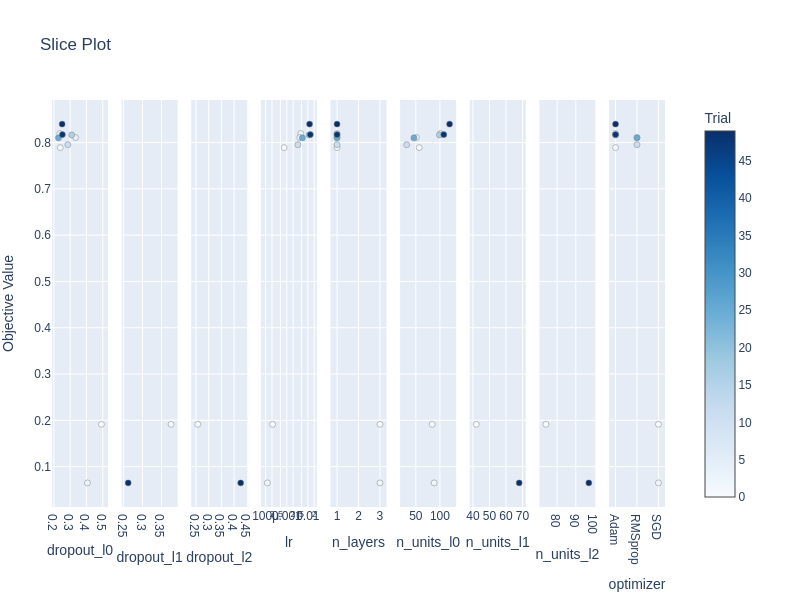 Slice Plot
Trial
Objective Value
0.8
0.7
0.6
0.5
0.4
0.3
0.2
0.1
45
40
35
30
25
20
15
10
5
0
0.2 0.3 0.4 0.5
0.25 0.3 0.35
0.25 0.3 0.35 0.4 0.45
0.01
1 2 3
50 100
40 50 60 70
80 90 100
Adam RMSprop SGD
dropout_l0
dropout_l1
dropout_l2
lr
n_layers
n_units_l0
n_units_l1
n_units_l2
optimizer